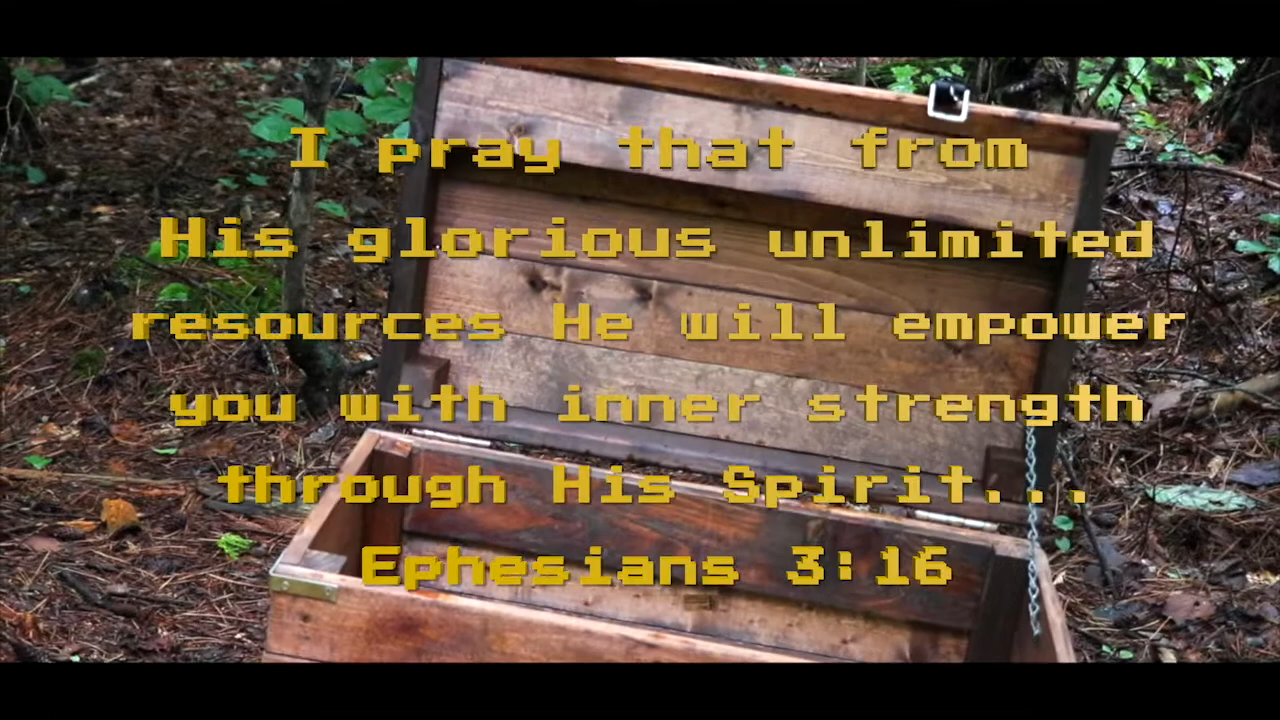 I pray that from
His glorious unlimited
resources He will empower
you with inner strength
through His Spirit...
Ephesians 3:16